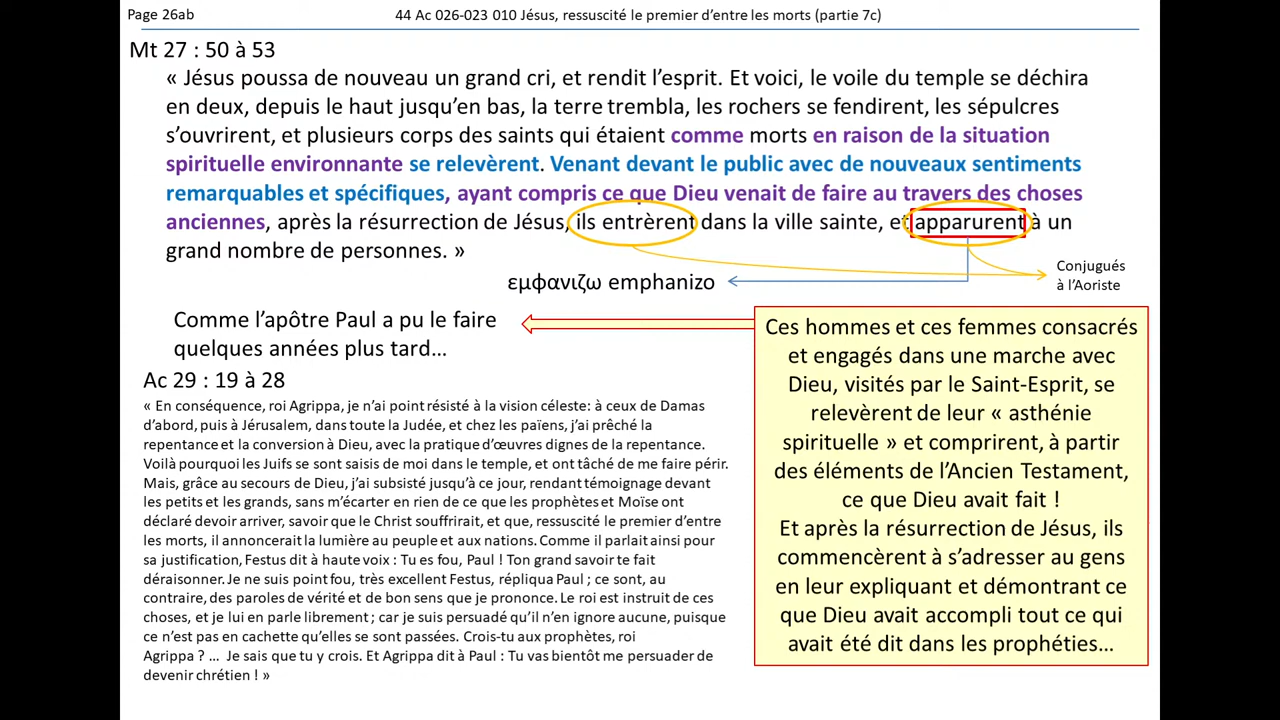 Page 26ab
44 Ac 026-023 010 Jésus, ressuscité le premier d’entre les morts (partie 7c)
Mt 27 : 50 à 53
« Jésus poussa de nouveau un grand cri, et rendit l’esprit. Et voici, le voile du temple se déchira
en deux, depuis le haut jusqu’en bas, la terre trembla, les rochers se fendirent, les sépulcres
s’ouvrirent, et plusieurs corps des saints qui étaient comme morts en raison de la situation
spirituelle environnante se relevèrent. Venant devant le public avec de nouveaux sentiments
remarquables et spécifiques, ayant compris ce que Dieu venait de faire au travers des choses
anciennes, après la résurrection de Jésus, ils entrèrent dans la ville sainte, et apparurent à un
grand nombre de personnes. »
Conjugués
à l’Aoriste
εμφανιζω emphanizo
Comme l’apôtre Paul a pu le faire
quelques années plus tard…
Ac 29 : 19 à 28
« En conséquence, roi Agrippa, je n’ai point résisté à la vision céleste: à ceux de Damas
d’abord, puis à Jérusalem, dans toute la Judée, et chez les païens, j’ai prêché la
repentance et la conversion à Dieu, avec la pratique d’œuvres dignes de la repentance.
Voilà pourquoi les Juifs se sont saisis de moi dans le temple, et ont tâché de me faire périr.
Mais, grâce au secours de Dieu, j’ai subsisté jusqu’à ce jour, rendant témoignage devant
les petits et les grands, sans m’écarter en rien de ce que les prophètes et Moïse ont
déclaré devoir arriver, savoir que le Christ souffrirait, et que, ressuscité le premier d’entre
les morts, il annoncerait la lumière au peuple et aux nations. Comme il parlait ainsi pour
sa justification, Festus dit à haute voix : Tu es fou, Paul ! Ton grand savoir te fait
déraisonner. Je ne suis point fou, très excellent Festus, répliqua Paul ; ce sont, au
contraire, des paroles de vérité et de bon sens que je prononce. Le roi est instruit de ces
choses, et je lui en parle librement ; car je suis persuadé qu’il n’en ignore aucune, puisque
ce n’est pas en cachette qu’elles se sont passées. Crois-tu aux prophètes, roi
Agrippa ? … Je sais que tu y crois. Et Agrippa dit à Paul : Tu vas bientôt me persuader de
devenir chrétien ! »
Ces hommes et ces femmes consacrés
et engagés dans une marche avec
Dieu, visités par le Saint-Esprit, se
relevèrent de leur « asthénie
spirituelle » et comprirent, à partir
des éléments de l’Ancien Testament,
ce que Dieu avait fait !
Et après la résurrection de Jésus, ils
commencèrent à s’adresser au gens
en leur expliquant et démontrant ce
que Dieu avait accompli tout ce qui
avait été dit dans les prophéties…